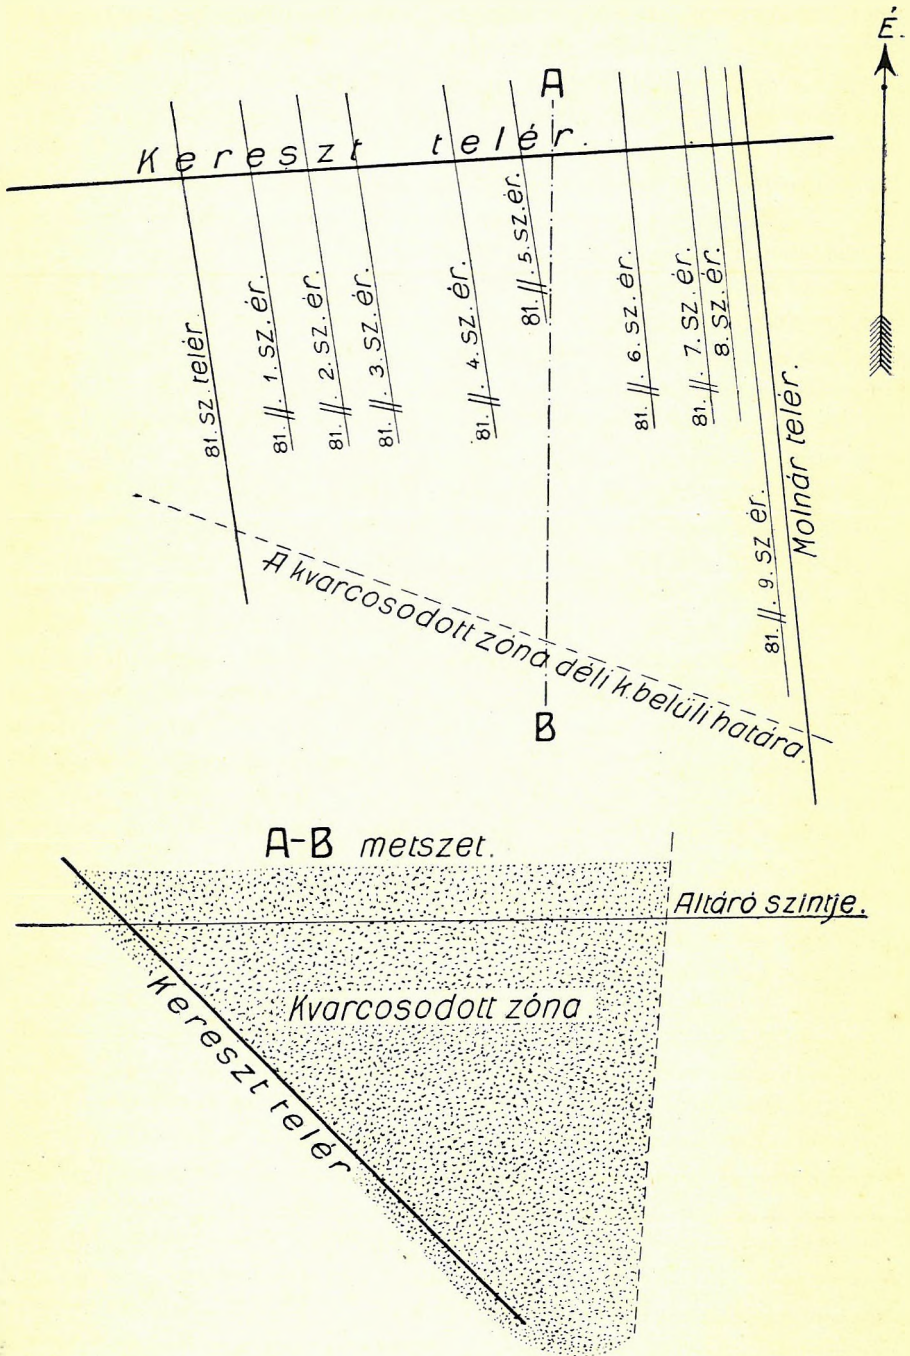 É.
A
Kereszt telér.
81. sz. telér.
81. //. 1. sz. ér.
81. //. 2. sz. ér.
81. //. 3. sz. ér.
81. //. 4. sz. ér.
81. //. 5. sz. ér.
81. //. 6. sz. ér.
81. //. 7. sz. ér.
8. sz. ér.
81. //. 9. sz ér.
Molnár telér.
A kvarcosodott zóna déli k.belüli határa.
B
A-B metszet.
Altáró szintje.
Kvarcosodott zóna.
Kereszt telér